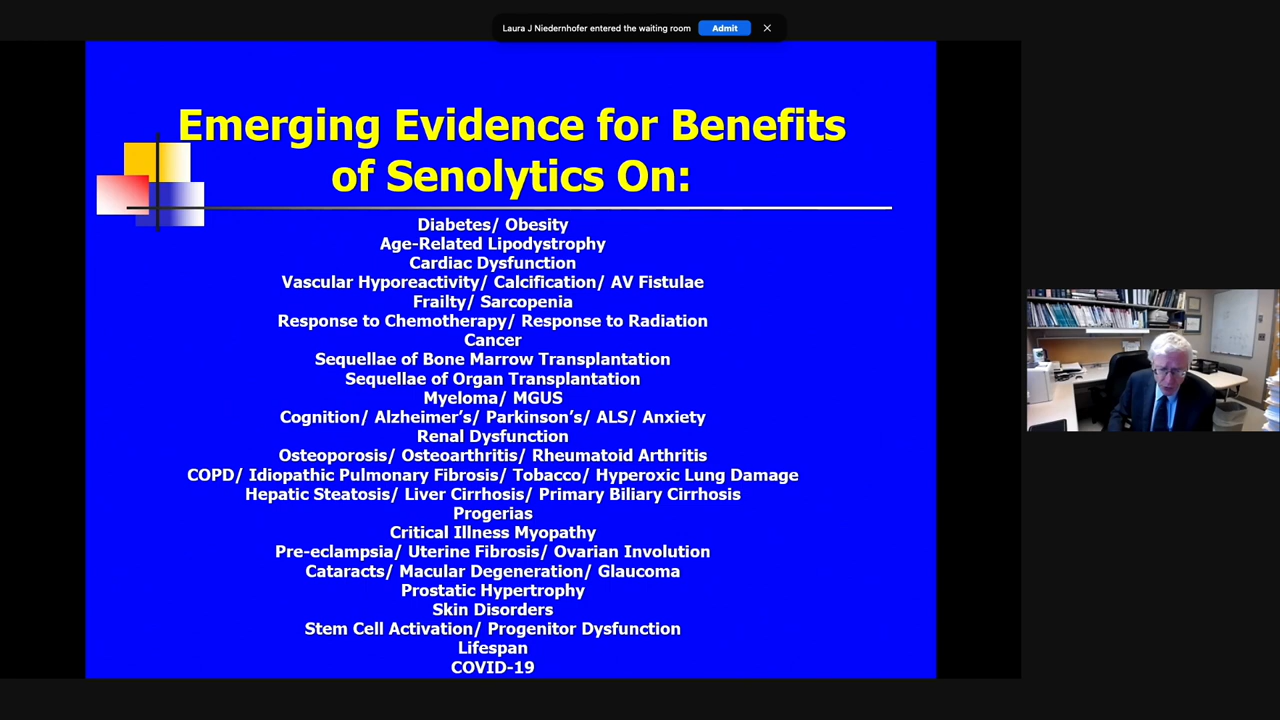 Laura J Niedernhofer entered the waiting room Admit
Emerging Evidence for Benefits
of Senolytics On:
Diabetes/ Obesity
Age-Related Lipodystrophy
Cardiac Dysfunction
Vascular Hyporeactivity/ Calcification/ AV Fistulae
Frailty/ Sarcopenia
Response to Chemotherapy/ Response to Radiation
Cancer
Sequellae of Bone Marrow Transplantation
Sequellae of Organ Transplantation
Myeloma/ MGUS
Cognition/ Alzheimer’s/ Parkinson’s/ ALS/ Anxiety
Renal Dysfunction
Osteoporosis/ Osteoarthritis/ Rheumatoid Arthritis
COPD/ Idiopathic Pulmonary Fibrosis/ Tobacco/ Hyperoxic Lung Damage
Hepatic Steatosis/ Liver Cirrhosis/ Primary Biliary Cirrhosis
Progerias
Critical Illness Myopathy
Pre-eclampsia/ Uterine Fibrosis/ Ovarian Involution
Cataracts/ Macular Degeneration/ Glaucoma
Prostatic Hypertrophy
Skin Disorders
Stem Cell Activation/ Progenitor Dysfunction
Lifespan
COVID-19